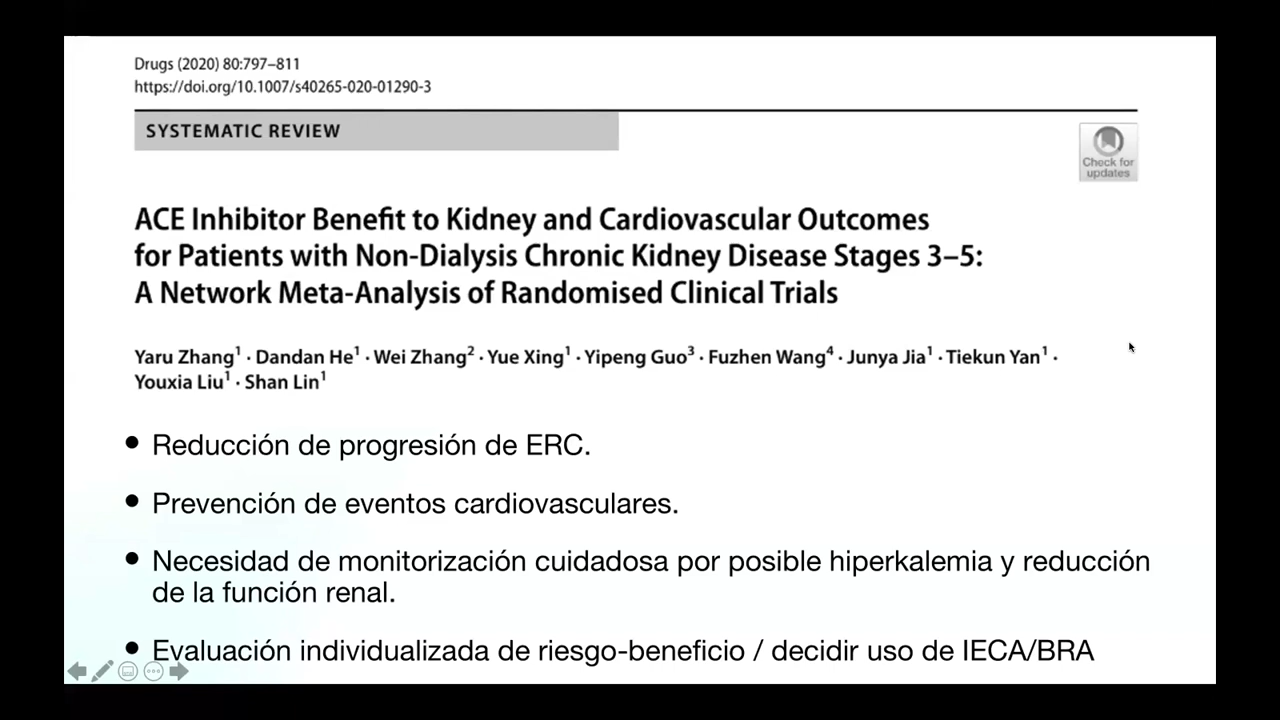 Drugs (2020) 80:797–811
https://doi.org/10.1007/s40265-020-01290-3
SYSTEMATIC REVIEW
Check for
updates
ACE Inhibitor Benefit to Kidney and Cardiovascular Outcomes
for Patients with Non-Dialysis Chronic Kidney Disease Stages 3–5:
A Network Meta-Analysis of Randomised Clinical Trials
Yaru Zhang1 · Dandan He1 · Wei Zhang2 · Yue Xing1 · Yipeng Guo3 · Fuzhen Wang4 · Junya Jia1 · Tiekun Yan1 ·
Youxia Liu1 · Shan Lin1
• Reducción de progresión de ERC.
• Prevención de eventos cardiovasculares.
• Necesidad de monitorización cuidadosa por posible hiperkalemia y reducción
de la función renal.
• Evaluación individualizada de riesgo-beneficio / decidir uso de IECA/BRA